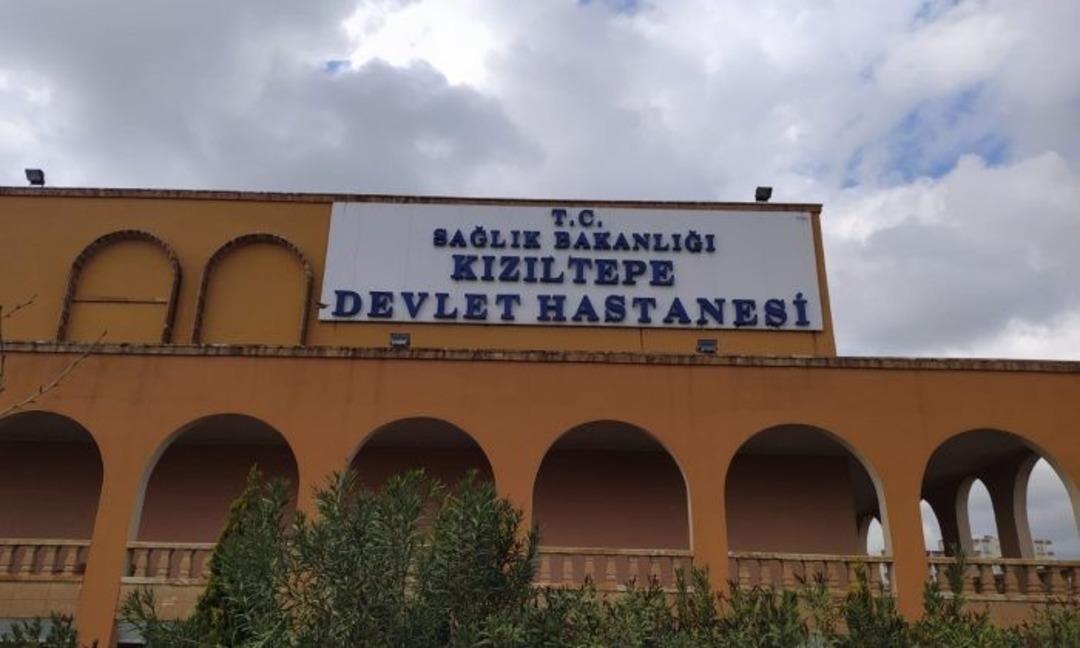 T.C.
SAĞLIK BAKANLIĞI
KIZILTEPE
DEVLET HASTANESİ